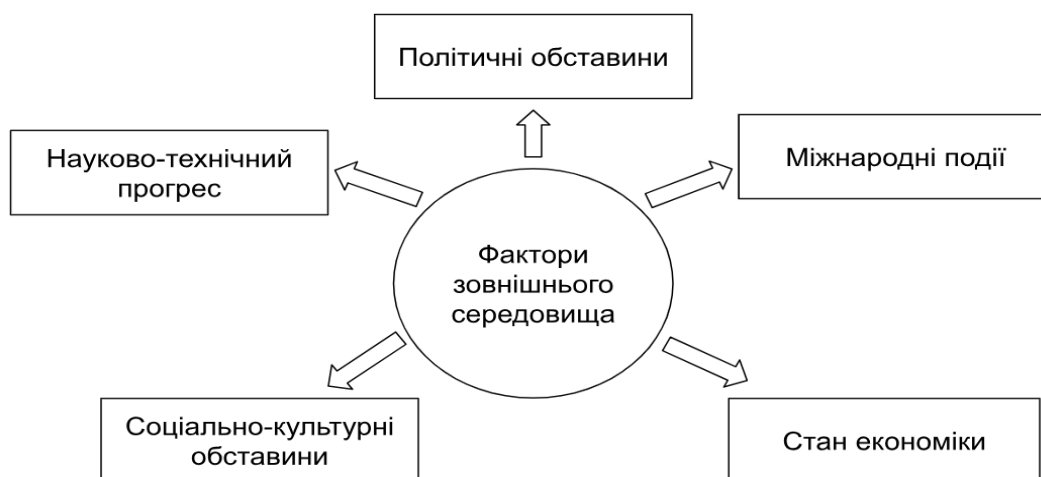 Політичні обставини
Науково-технічний
прогрес
Міжнародні події
Фактори
зовнішнього
середовища
Соціально-культурні
обставини
Стан економіки